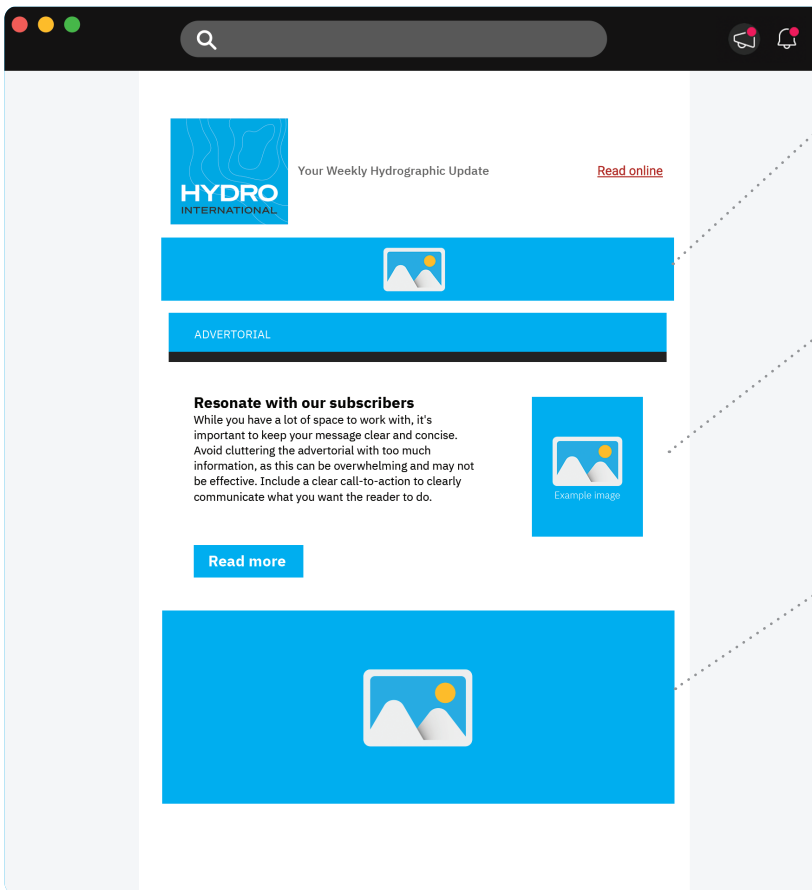 HYDRO
INTERNATIONAL
Your Weekly Hydrographic Update
Read online
ADVERTORIAL
Resonate with our subscribers
While you have a lot of space to work with, it's
important to keep your message clear and concise.
Avoid cluttering the advertorial with too much
information, as this can be overwhelming and may not
be effective. Include a clear call-to-action to clearly
communicate what you want the reader to do.
Example image
Read more